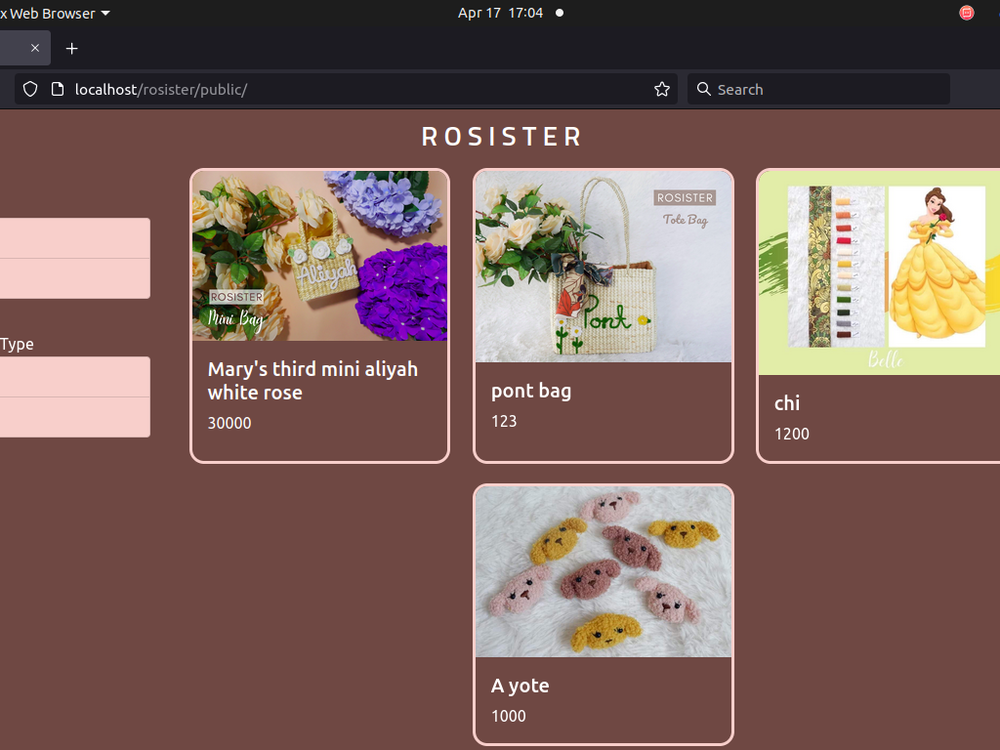 x Web Browser
Apr 17 17:04
localhost/rosister/public/
Search
ROSISTER
Type
Aliyah
ROSISTER
Mini Bag
Mary's third mini aliyah
white rose
30000
ROSISTER
Tote Bag
Pont
pont bag
123
Belle
chi
1200
A yote
1000